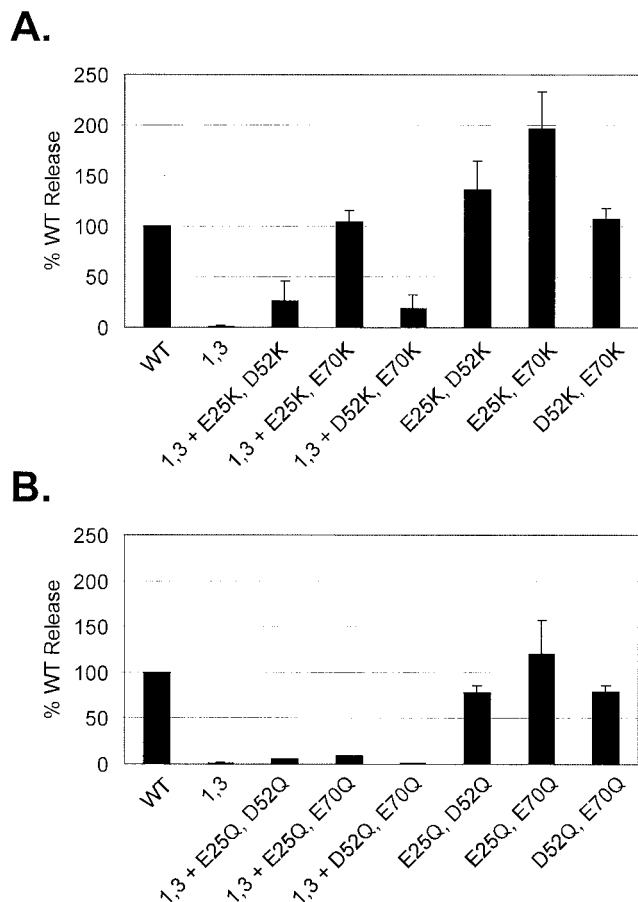 A.
% WT Release
250
200
150
100
50
0
WT
1,3
1,3 + E25K, D52K
1,3 + E25K, E70K
1,3 + D52K, E70K
E25K, D52K
E25K, E70K
D52K, E70K
B.
% WT Release
250
200
150
100
50
0
WT
1,3
1,3 + E25Q, D52Q
1,3 + E25Q, E70Q
1,3 + D52Q, E70Q
E25Q, D52Q
E25Q, E70Q
D52Q, E70Q